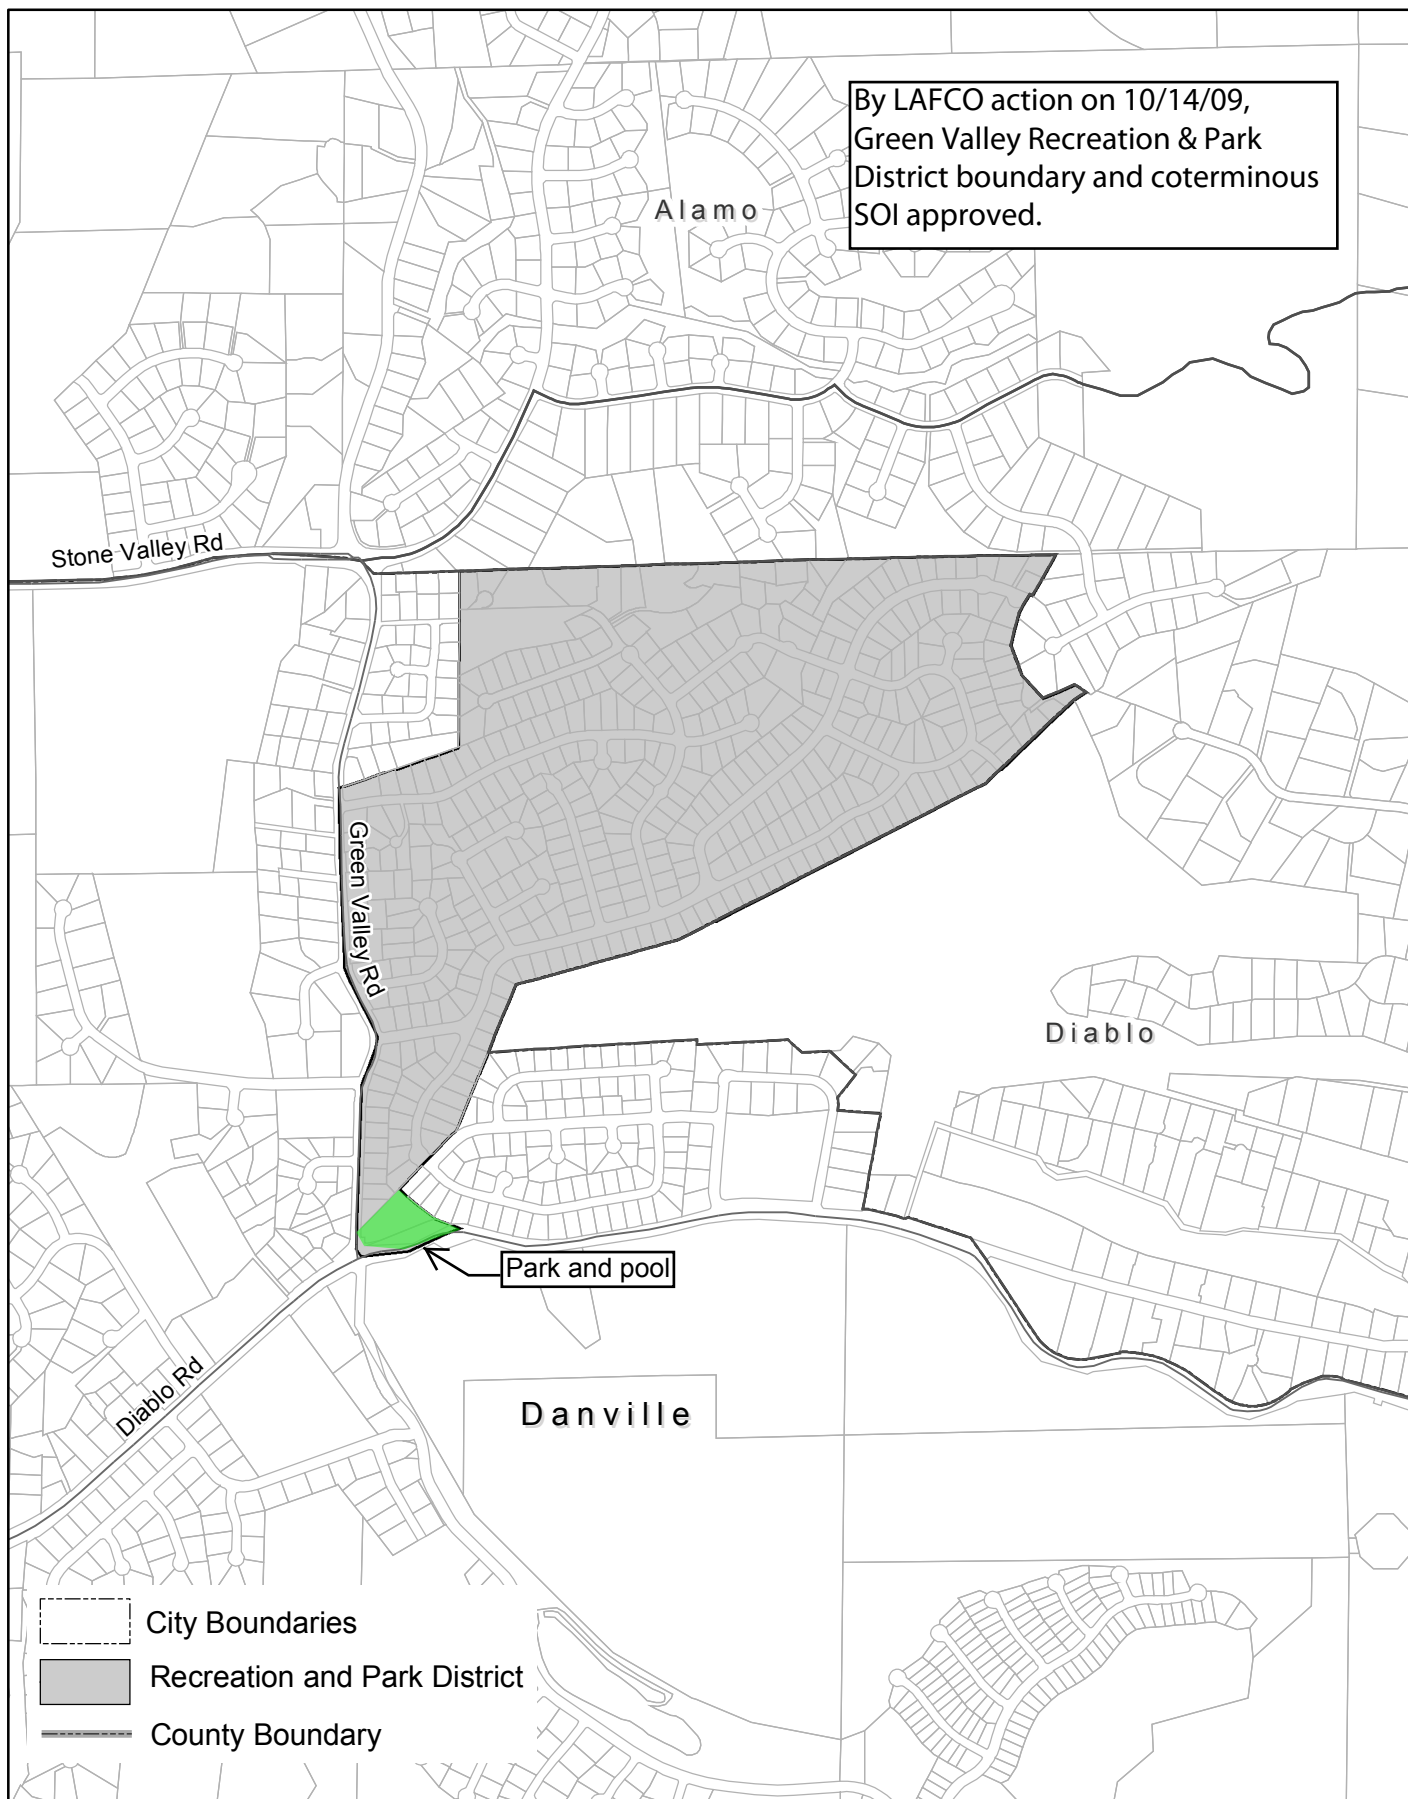 By LAFCO action on 10/14/09,
Green Valley Recreation & Park
District boundary and coterminous
SOI approved.
Alamo
Stone Valley Rd
Green Valley Rd
Diablo
Park and pool
Diablo Rd
Danville
City Boundaries
Recreation and Park District
County Boundary